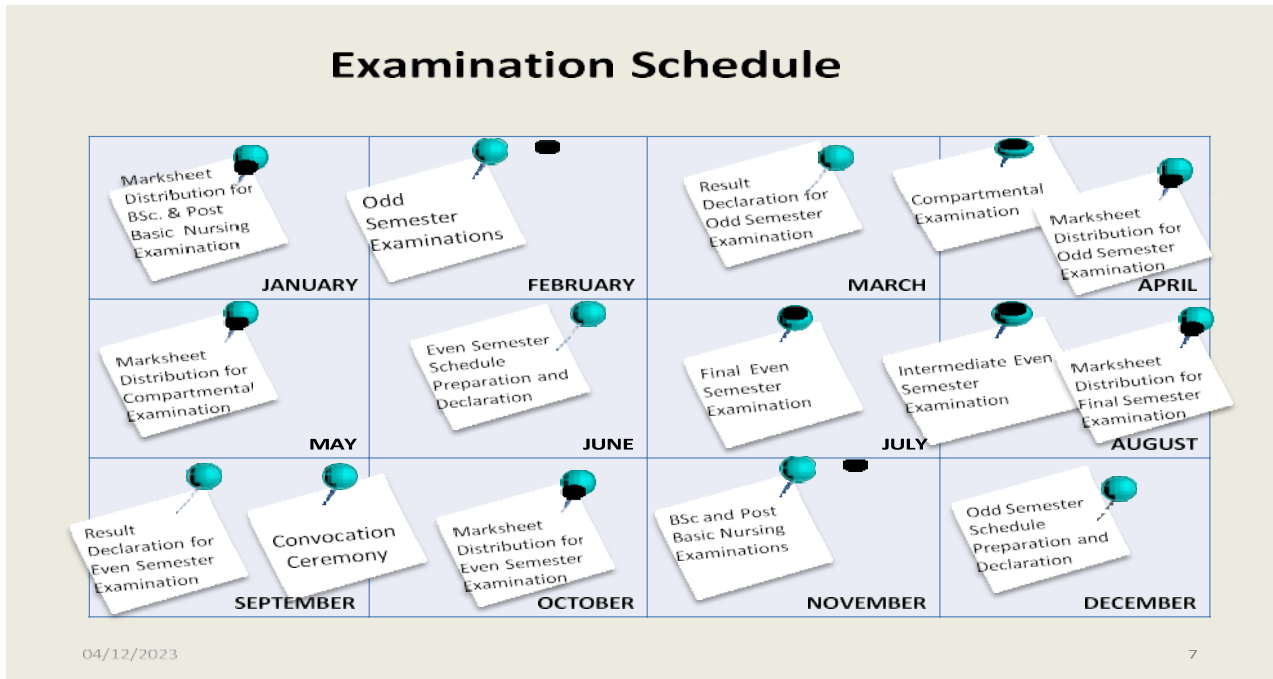 Examination Schedule
Marksheet
Distribution for
BSc. & Post
Basic Nursing
Examination
JANUARY
Odd
Semester
Examinations
FEBRUARY
Result
Declaration for
Odd Semester
Examination
MARCH
Compartmental
Examination
Marksheet
Distribution for
Odd Semester
Examination
APRIL
Marksheet
Distribution for
Compartmental
Examination
MAY
Even Semester
Schedule
Preparation and
Declaration
JUNE
Final Even
Semester
Examination
JULY
Intermediate Even
Semester
Examination
Marksheet
Distribution for
Final Semester
Examination
AUGUST
Result
Declaration for
Even Semester
Examination
Convocation
Ceremony
SEPTEMBER
Marksheet
Distribution for
Even Semester
Examination
OCTOBER
BSc and Post
Basic Nursing
Examinations
NOVEMBER
Odd Semester
Schedule
Preparation and
Declaration
DECEMBER
04/12/2023
7